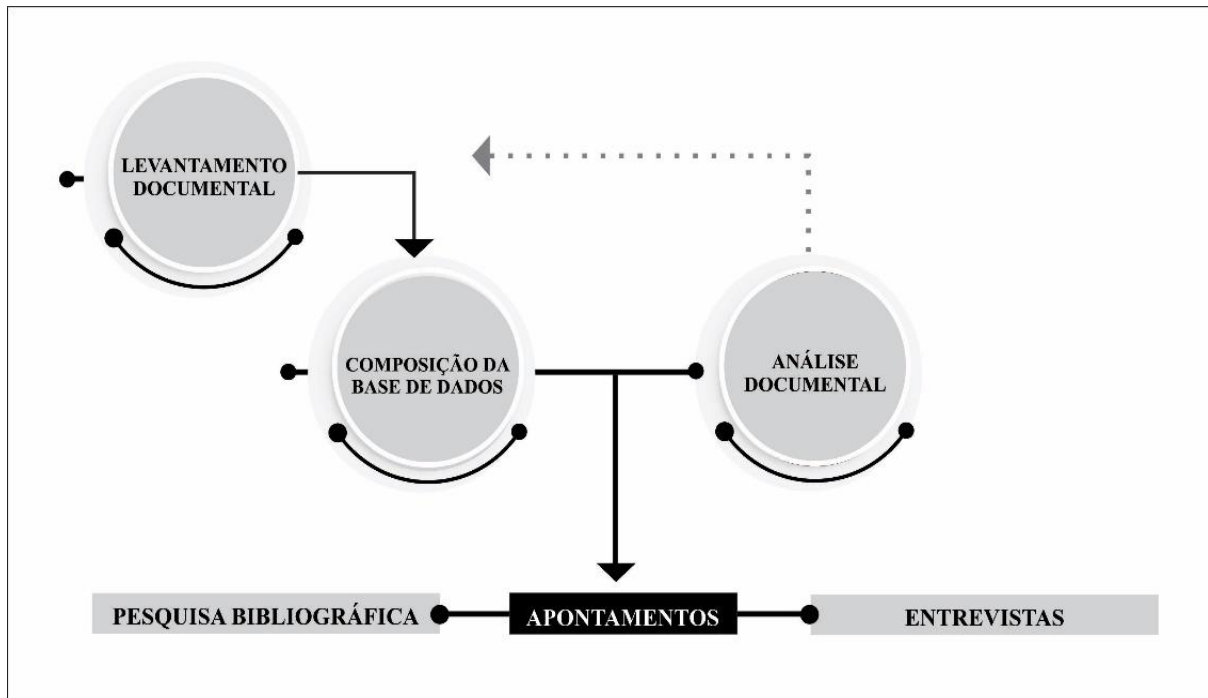 LEVANTAMENTO
DOCUMENTAL
COMPOSIÇÃO DA
BASE DE DADOS
ANÁLISE
DOCUMENTAL
PESQUISA BIBLIOGRÁFICA
APONTAMENTOS
ENTREVISTAS